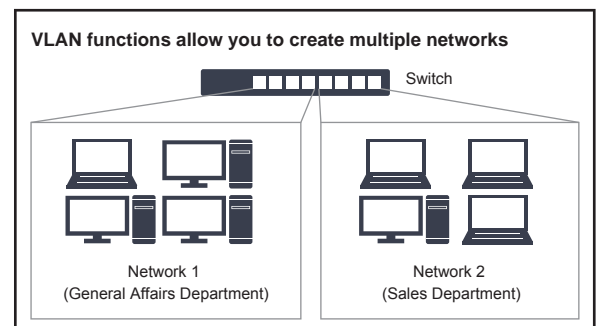 VLAN functions allow you to create multiple networks
Switch
Network 1
(General Affairs Department)
Network 2
(Sales Department)